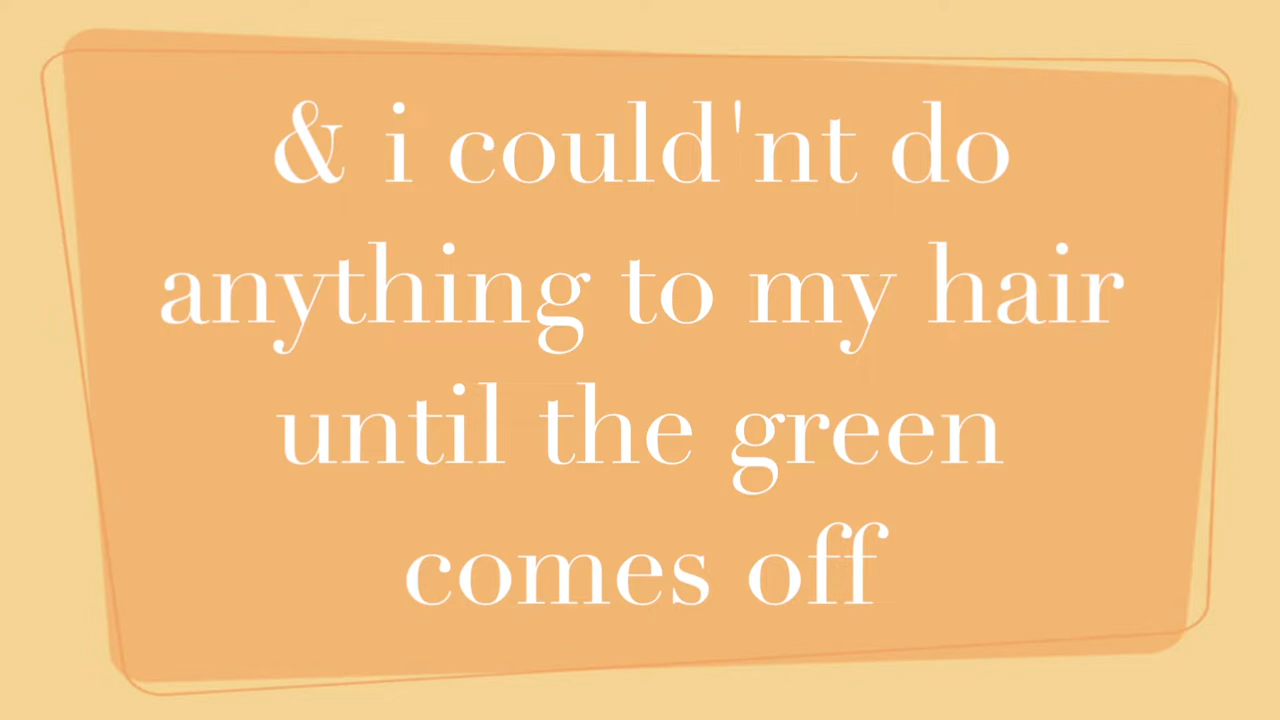 & i could'nt do
anything to my hair
until the green
comes off